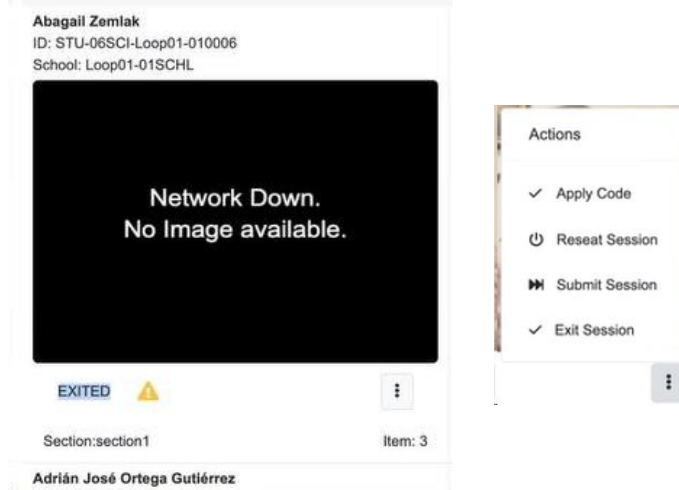 Abagail Zemlak
ID: STU-06SCI-Loop01-010006
School: Loop01-01SCHL
Network Down.
No Image available.
EXITED
Section:section1 Item: 3
Adrián José Ortega Gutiérrez
Actions
Apply Code
Reseat Session
Submit Session
Exit Session